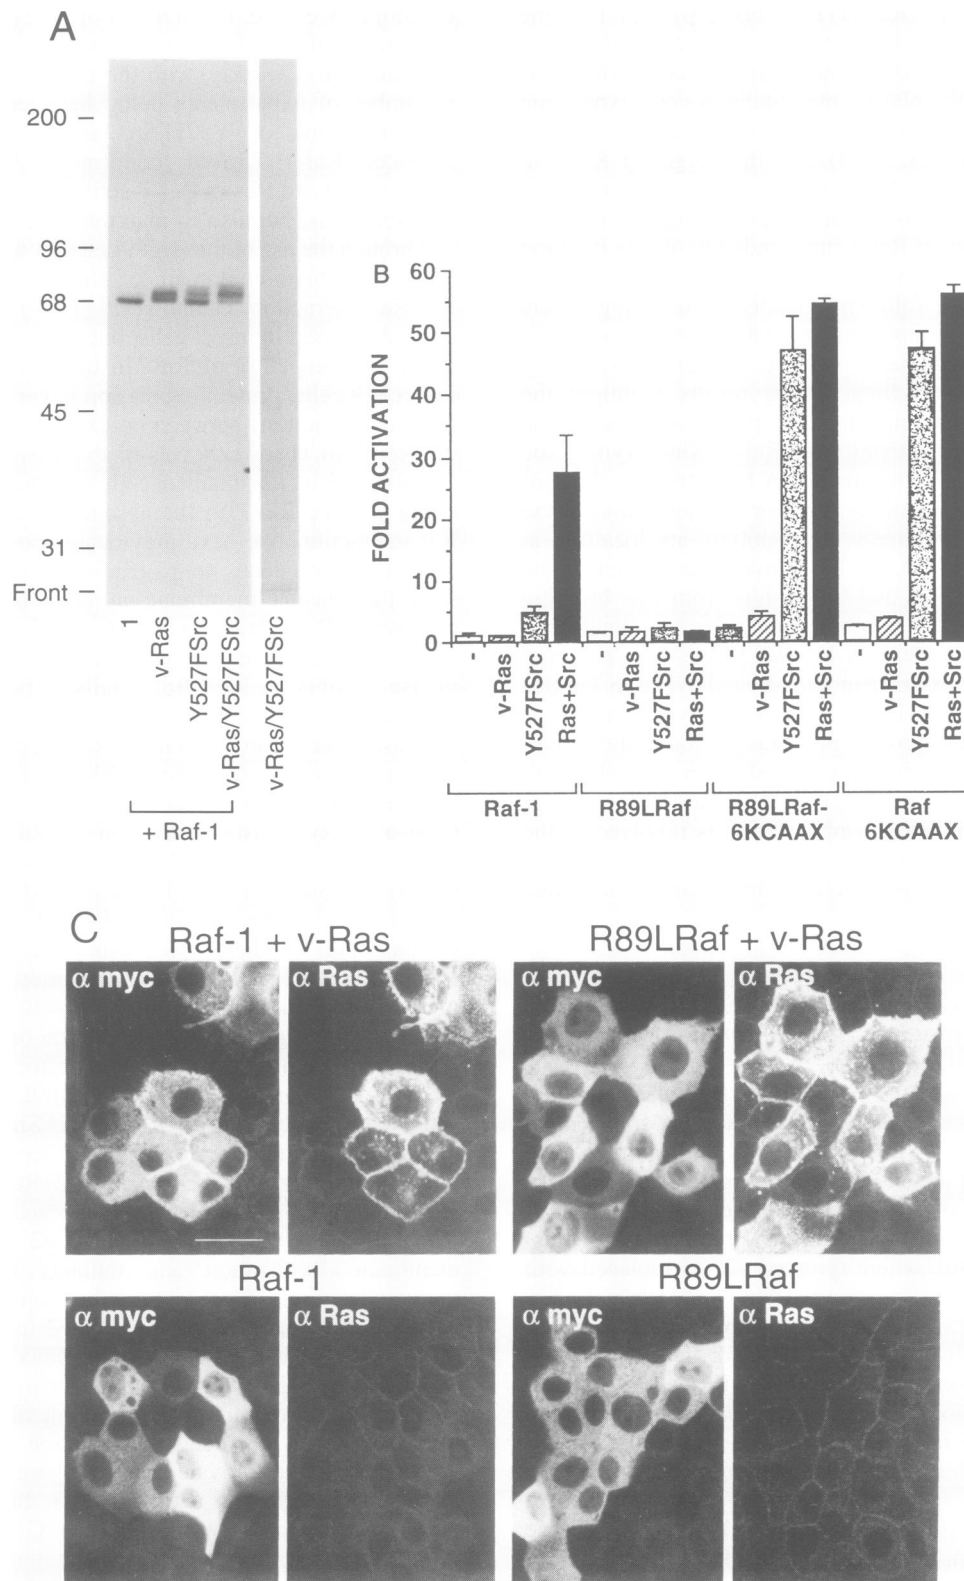 A
200
96
68
45
31
Front
1
v-Ras
Y527FSrc
v-Ras/Y527FSrc
v-Ras/Y527FSrc
+ Raf-1
B
FOLD ACTIVATION
60
50
40
30
20
10
0
-
v-Ras
Y527FSrc
Ras+Src
-
v-Ras
Y527FSrc
Ras+Src
-
v-Ras
Y527FSrc
Ras+Src
-
v-Ras
Y527FSrc
Ras+Src
Raf-1
R89LRaf
R89LRaf-
6KCAAX
Raf
6KCAAX
C
Raf-1 + v-Ras
R89LRaf + v-Ras
α myc
α Ras
α myc
α Ras
Raf-1
R89LRaf
α myc
α Ras
α myc
α Ras